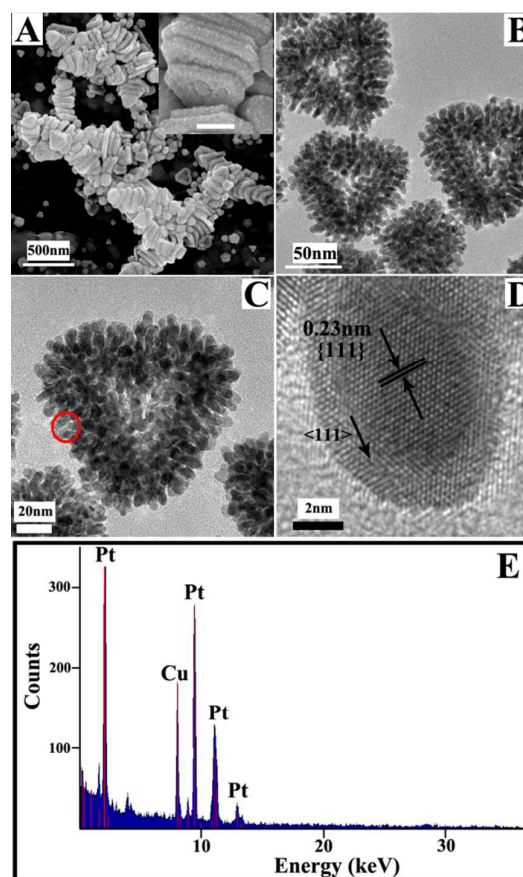 A
500nm
B
50nm
C
20nm
D
0.23nm
{111}
<111>
2nm
E
Pt
Pt
Cu
Pt
Pt
300
200
100
Counts
10
20
30
Energy (keV)